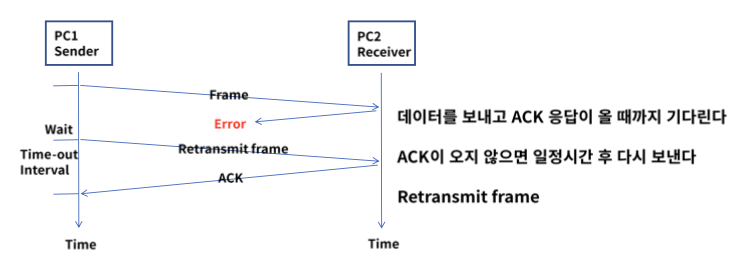 PC1
Sender
PC2
Receiver
Frame
Error
데이터를 보내고 ACK 응답이 올 때까지 기다린다
Wait
Retransmit frame
Time-out
Interval
ACK이 오지 않으면 일정시간 후 다시 보낸다
ACK
Retransmit frame
Time
Time